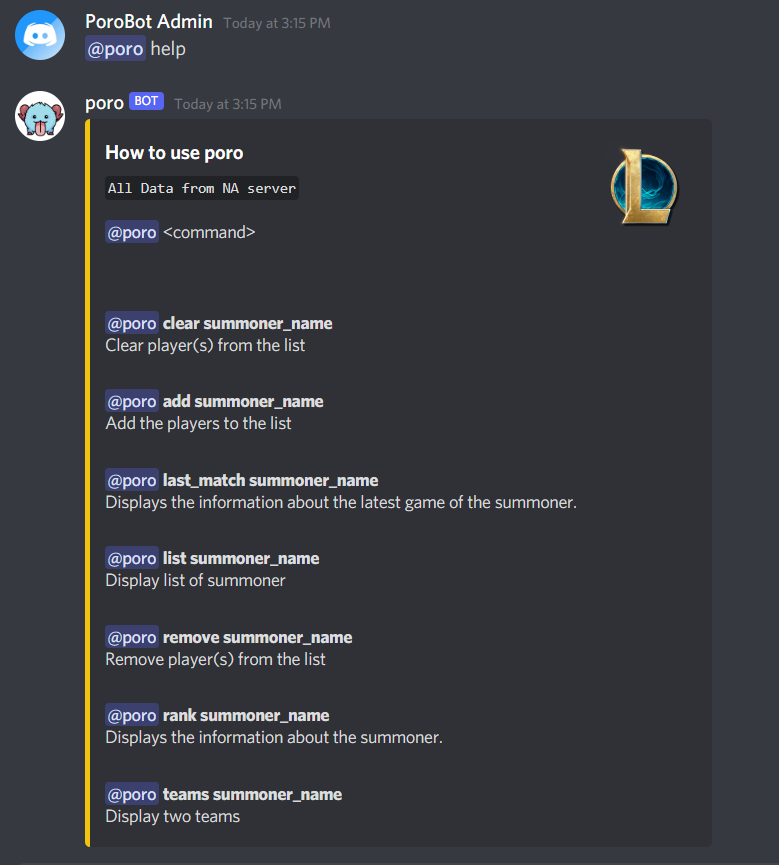 PoroBot Admin Today at 3:15 PM
@poro help
poro BOT Today at 3:15 PM
How to use poro
All Data from NA server
@poro <command>
@poro clear summoner_name
Clear player(s) from the list
@poro add summoner_name
Add the players to the list
@poro last_match summoner_name
Displays the information about the latest game of the summoner.
@poro list summoner_name
Display list of summoner
@poro remove summoner_name
Remove player(s) from the list
@poro rank summoner_name
Displays the information about the summoner.
@poro teams summoner_name
Display two teams